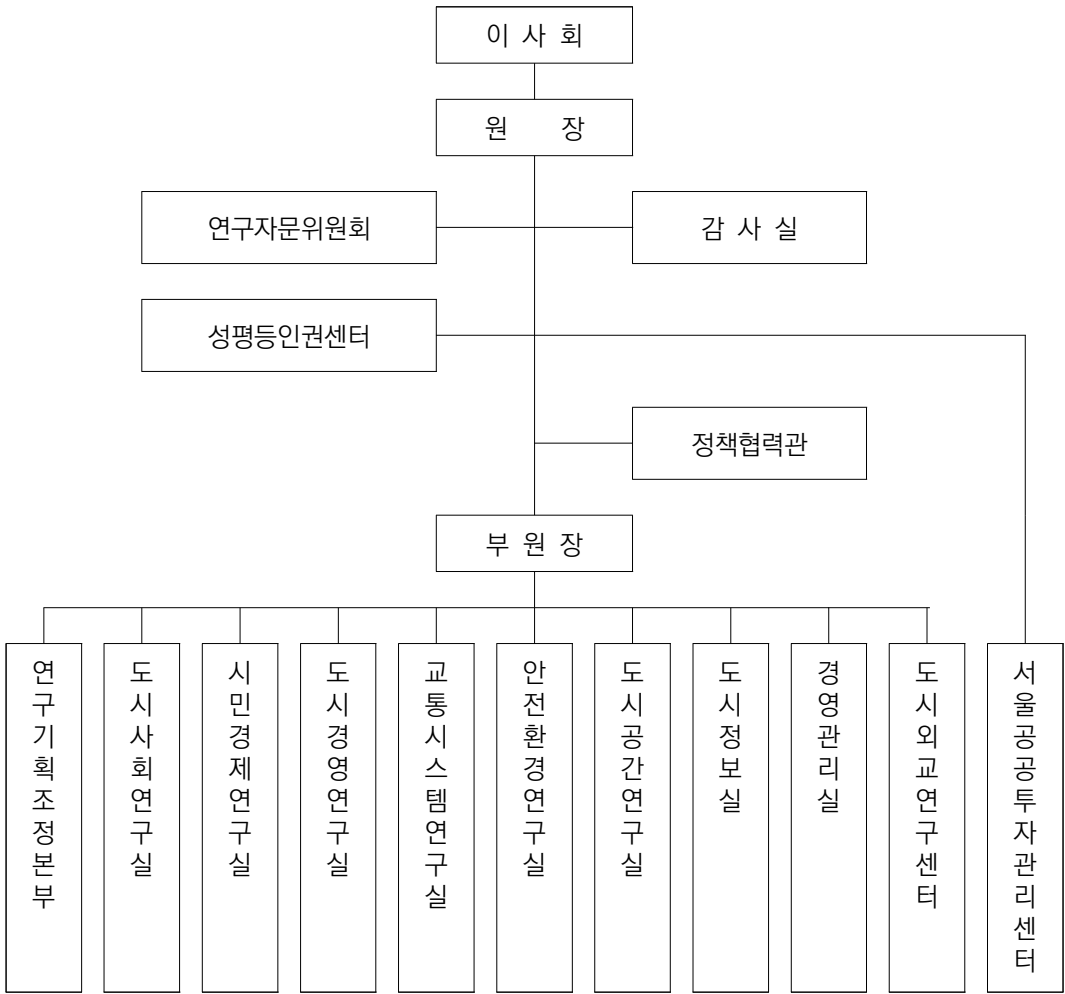 이 사 회
원 장
연구자문위원회
감 사 실
성평등인권센터
정책협력관
부 원 장
연구기획조정본부
도시사회연구실
시민경제연구실
도시경영연구실
교통시스템연구실
안전환경연구실
도시공간연구실
도시정보실
경영관리실
도시외교연구센터
서울공공투자관리센터